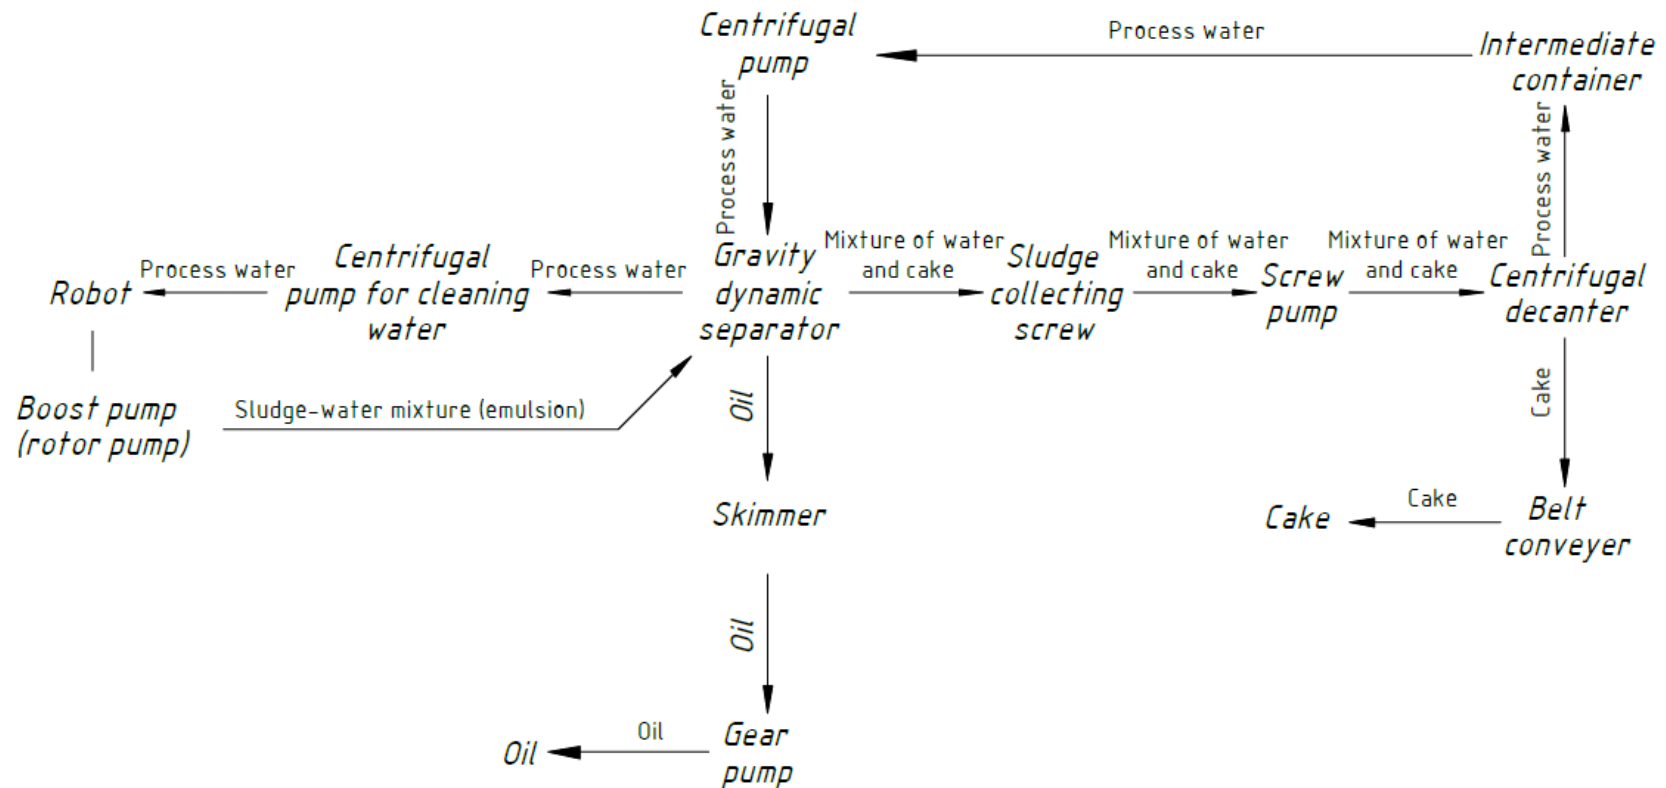 Centrifugal
pump
Process water
Intermediate
container
Process water
Process water
Robot
Process water
Centrifugal
pump for cleaning
water
Process water
Gravity
dynamic
separator
Mixture of water
and cake
Sludge
collecting
screw
Mixture of water
and cake
Screw
pump
Mixture of water
and cake
Centrifugal
decanter
Boost pump
(rotor pump)
Sludge-water mixture (emulsion)
Oil
Cake
Skimmer
Cake
Cake
Belt
conveyer
Oil
Oil
Oil
Gear
pump